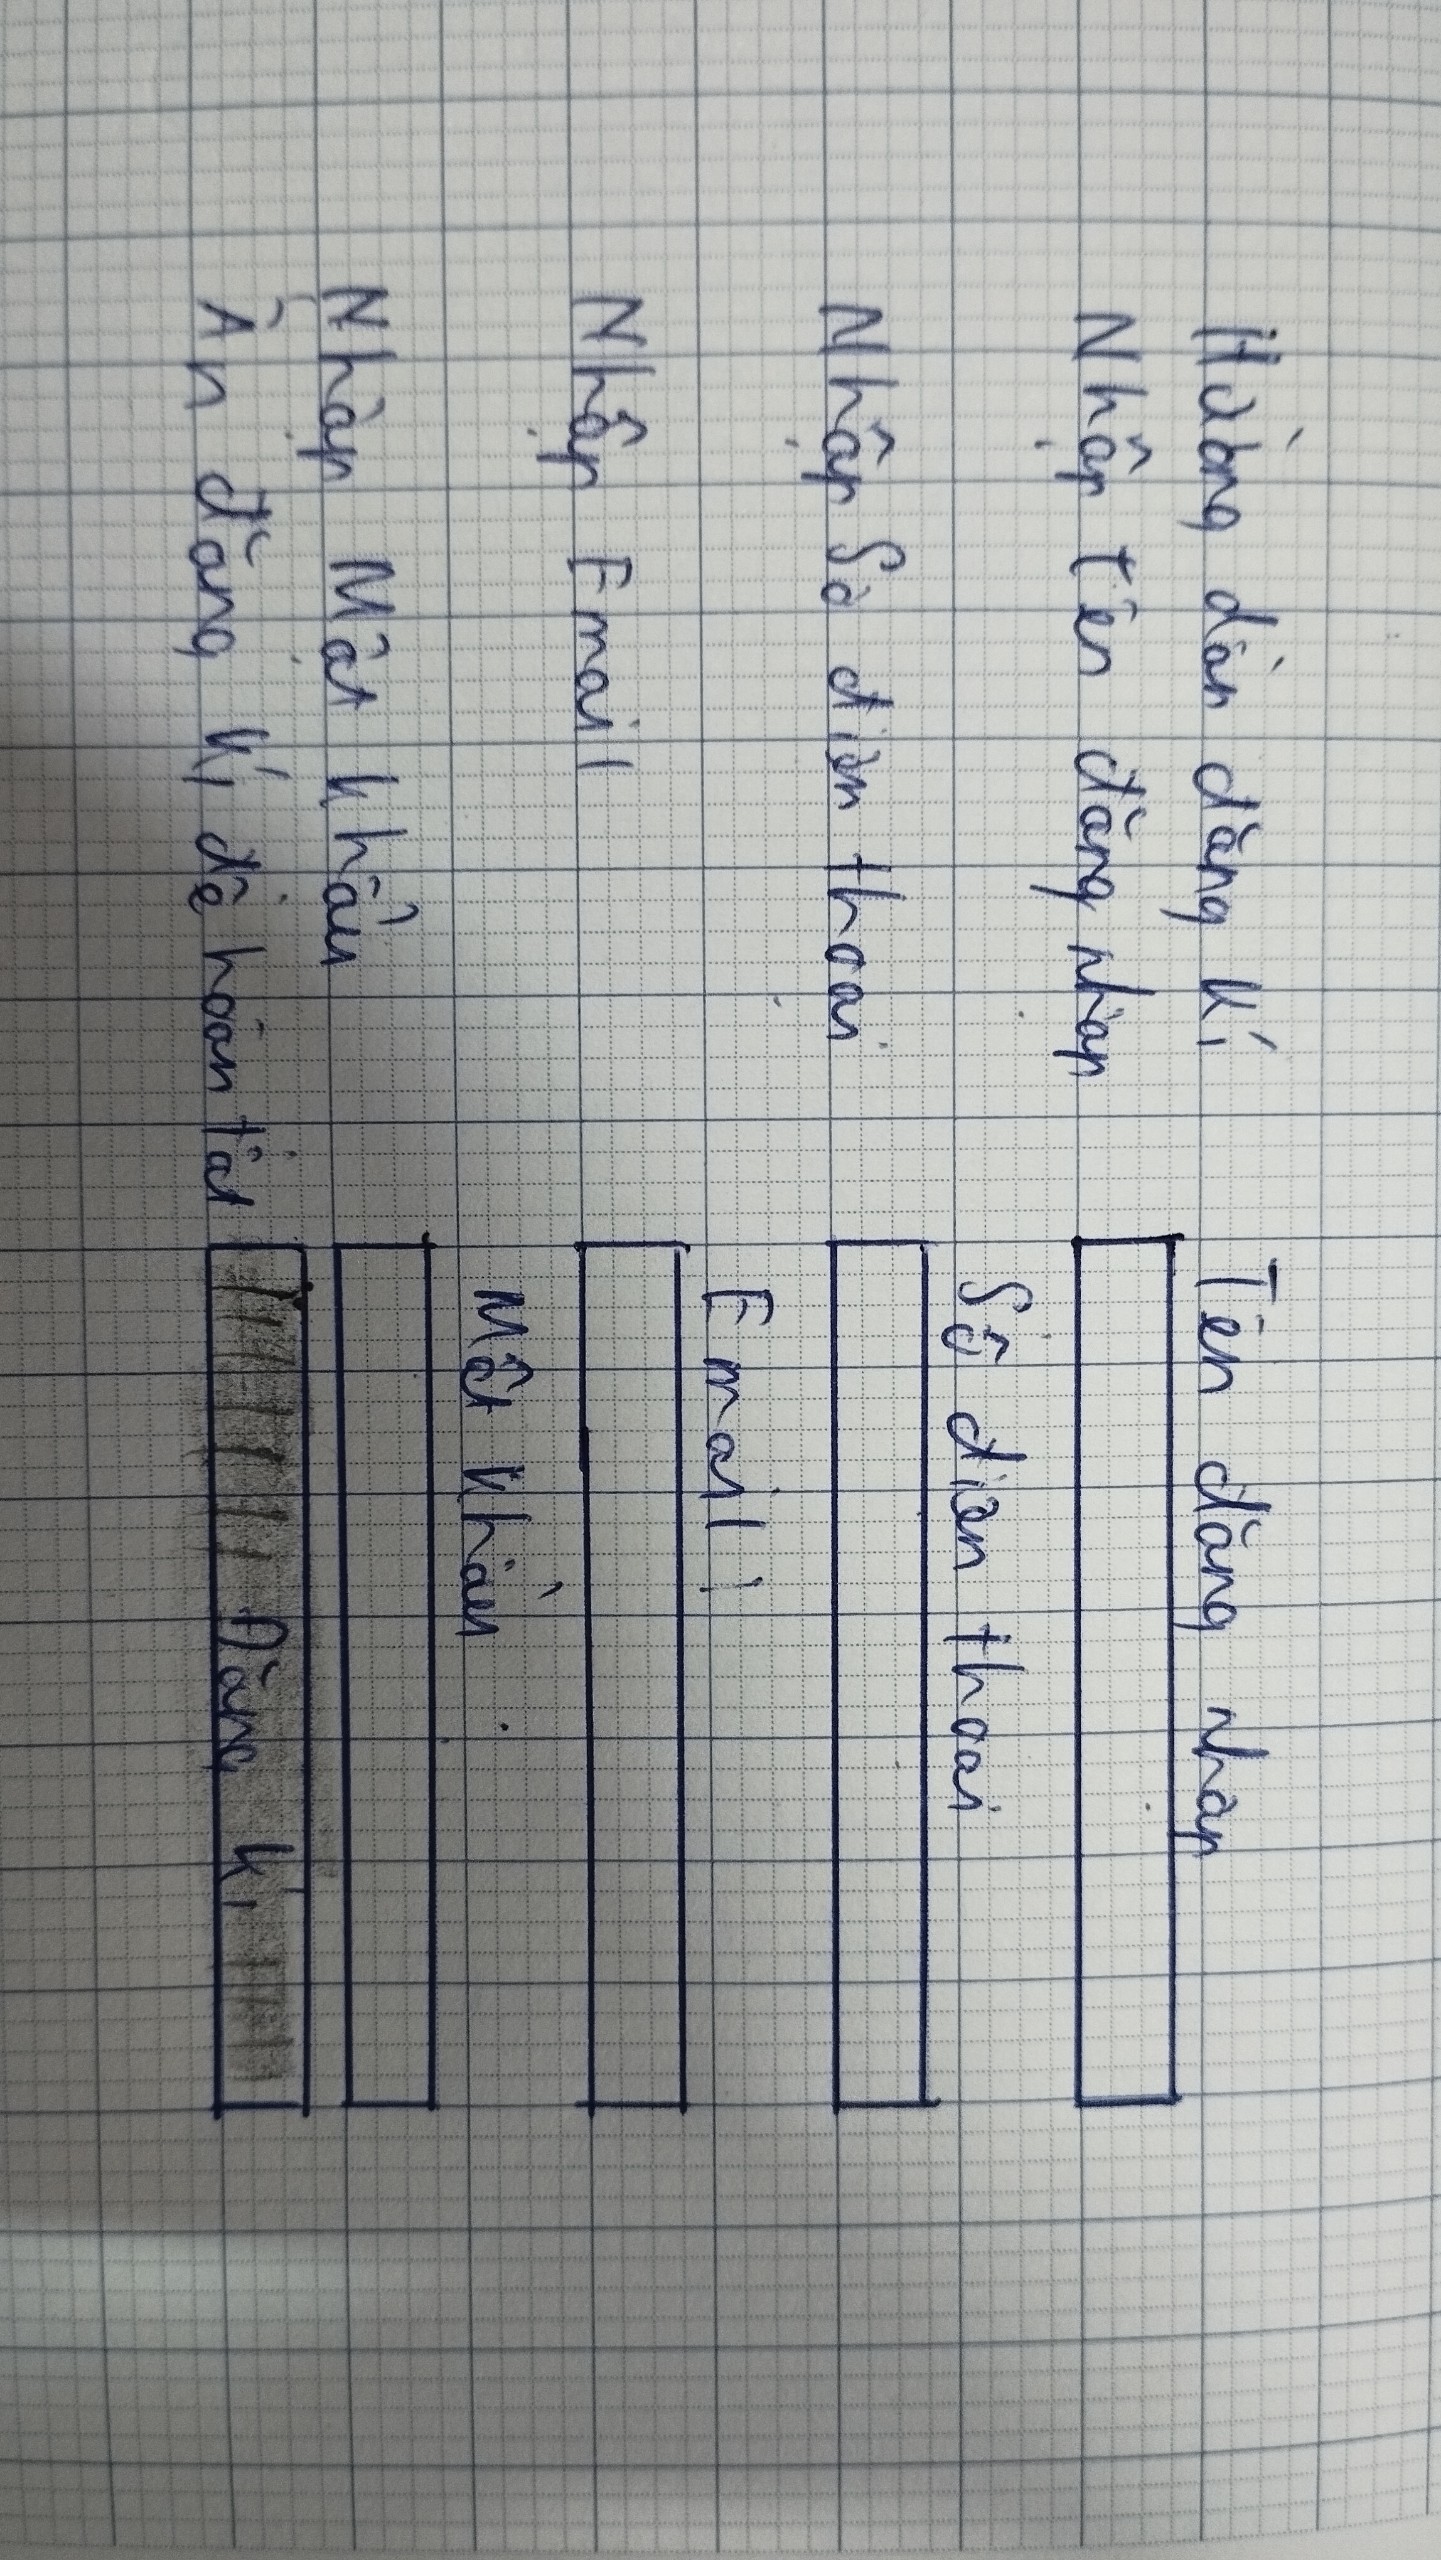 Hường dẫn đăng kí
Nhập tên đăng nhập
Nhập Số điện thoại
Nhập Email
Nhập Mật khẩu
Ấn đăng kí để hoàn tất
Tên đăng nhập
Số điện thoại
Email:
Mật khẩu:
Đăng kí